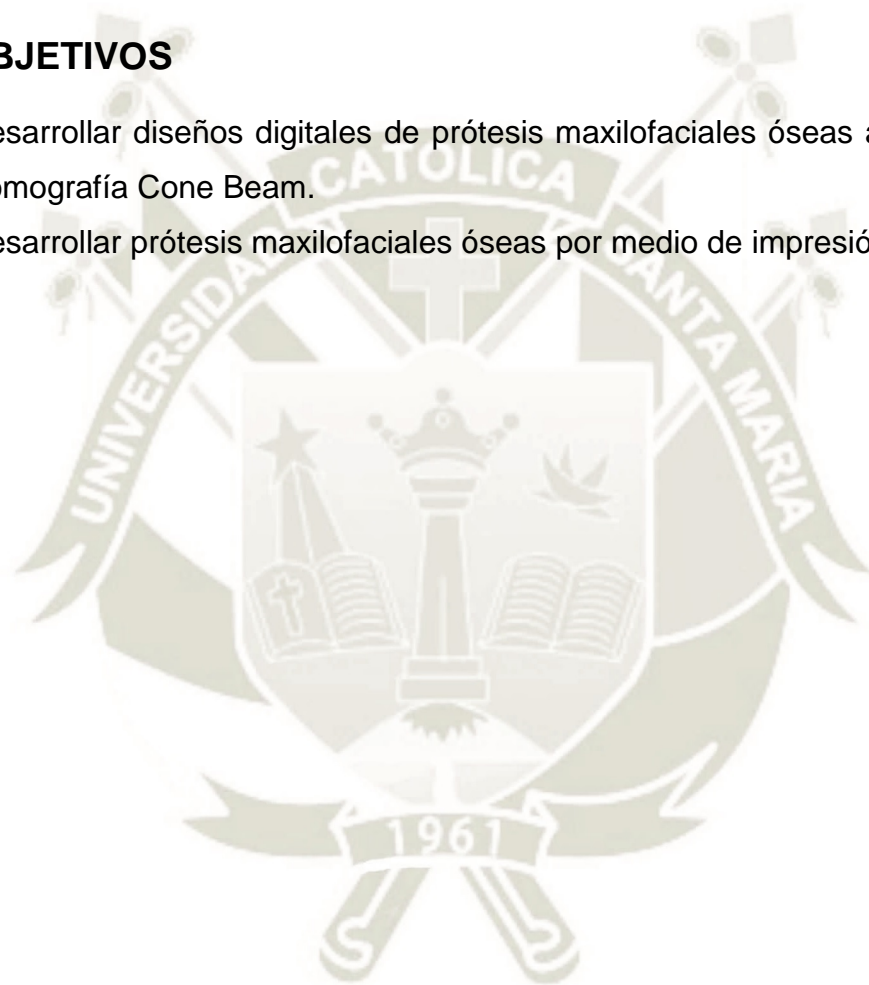 BJETIVOS
esarrollar diseños digitales de prótesis maxilofaciales óseas a
omografía Cone Beam.
esarrollar prótesis maxilofaciales óseas por medio de impresió
UNIVERSIDAD CATOLICA SANTA MARIA
1961